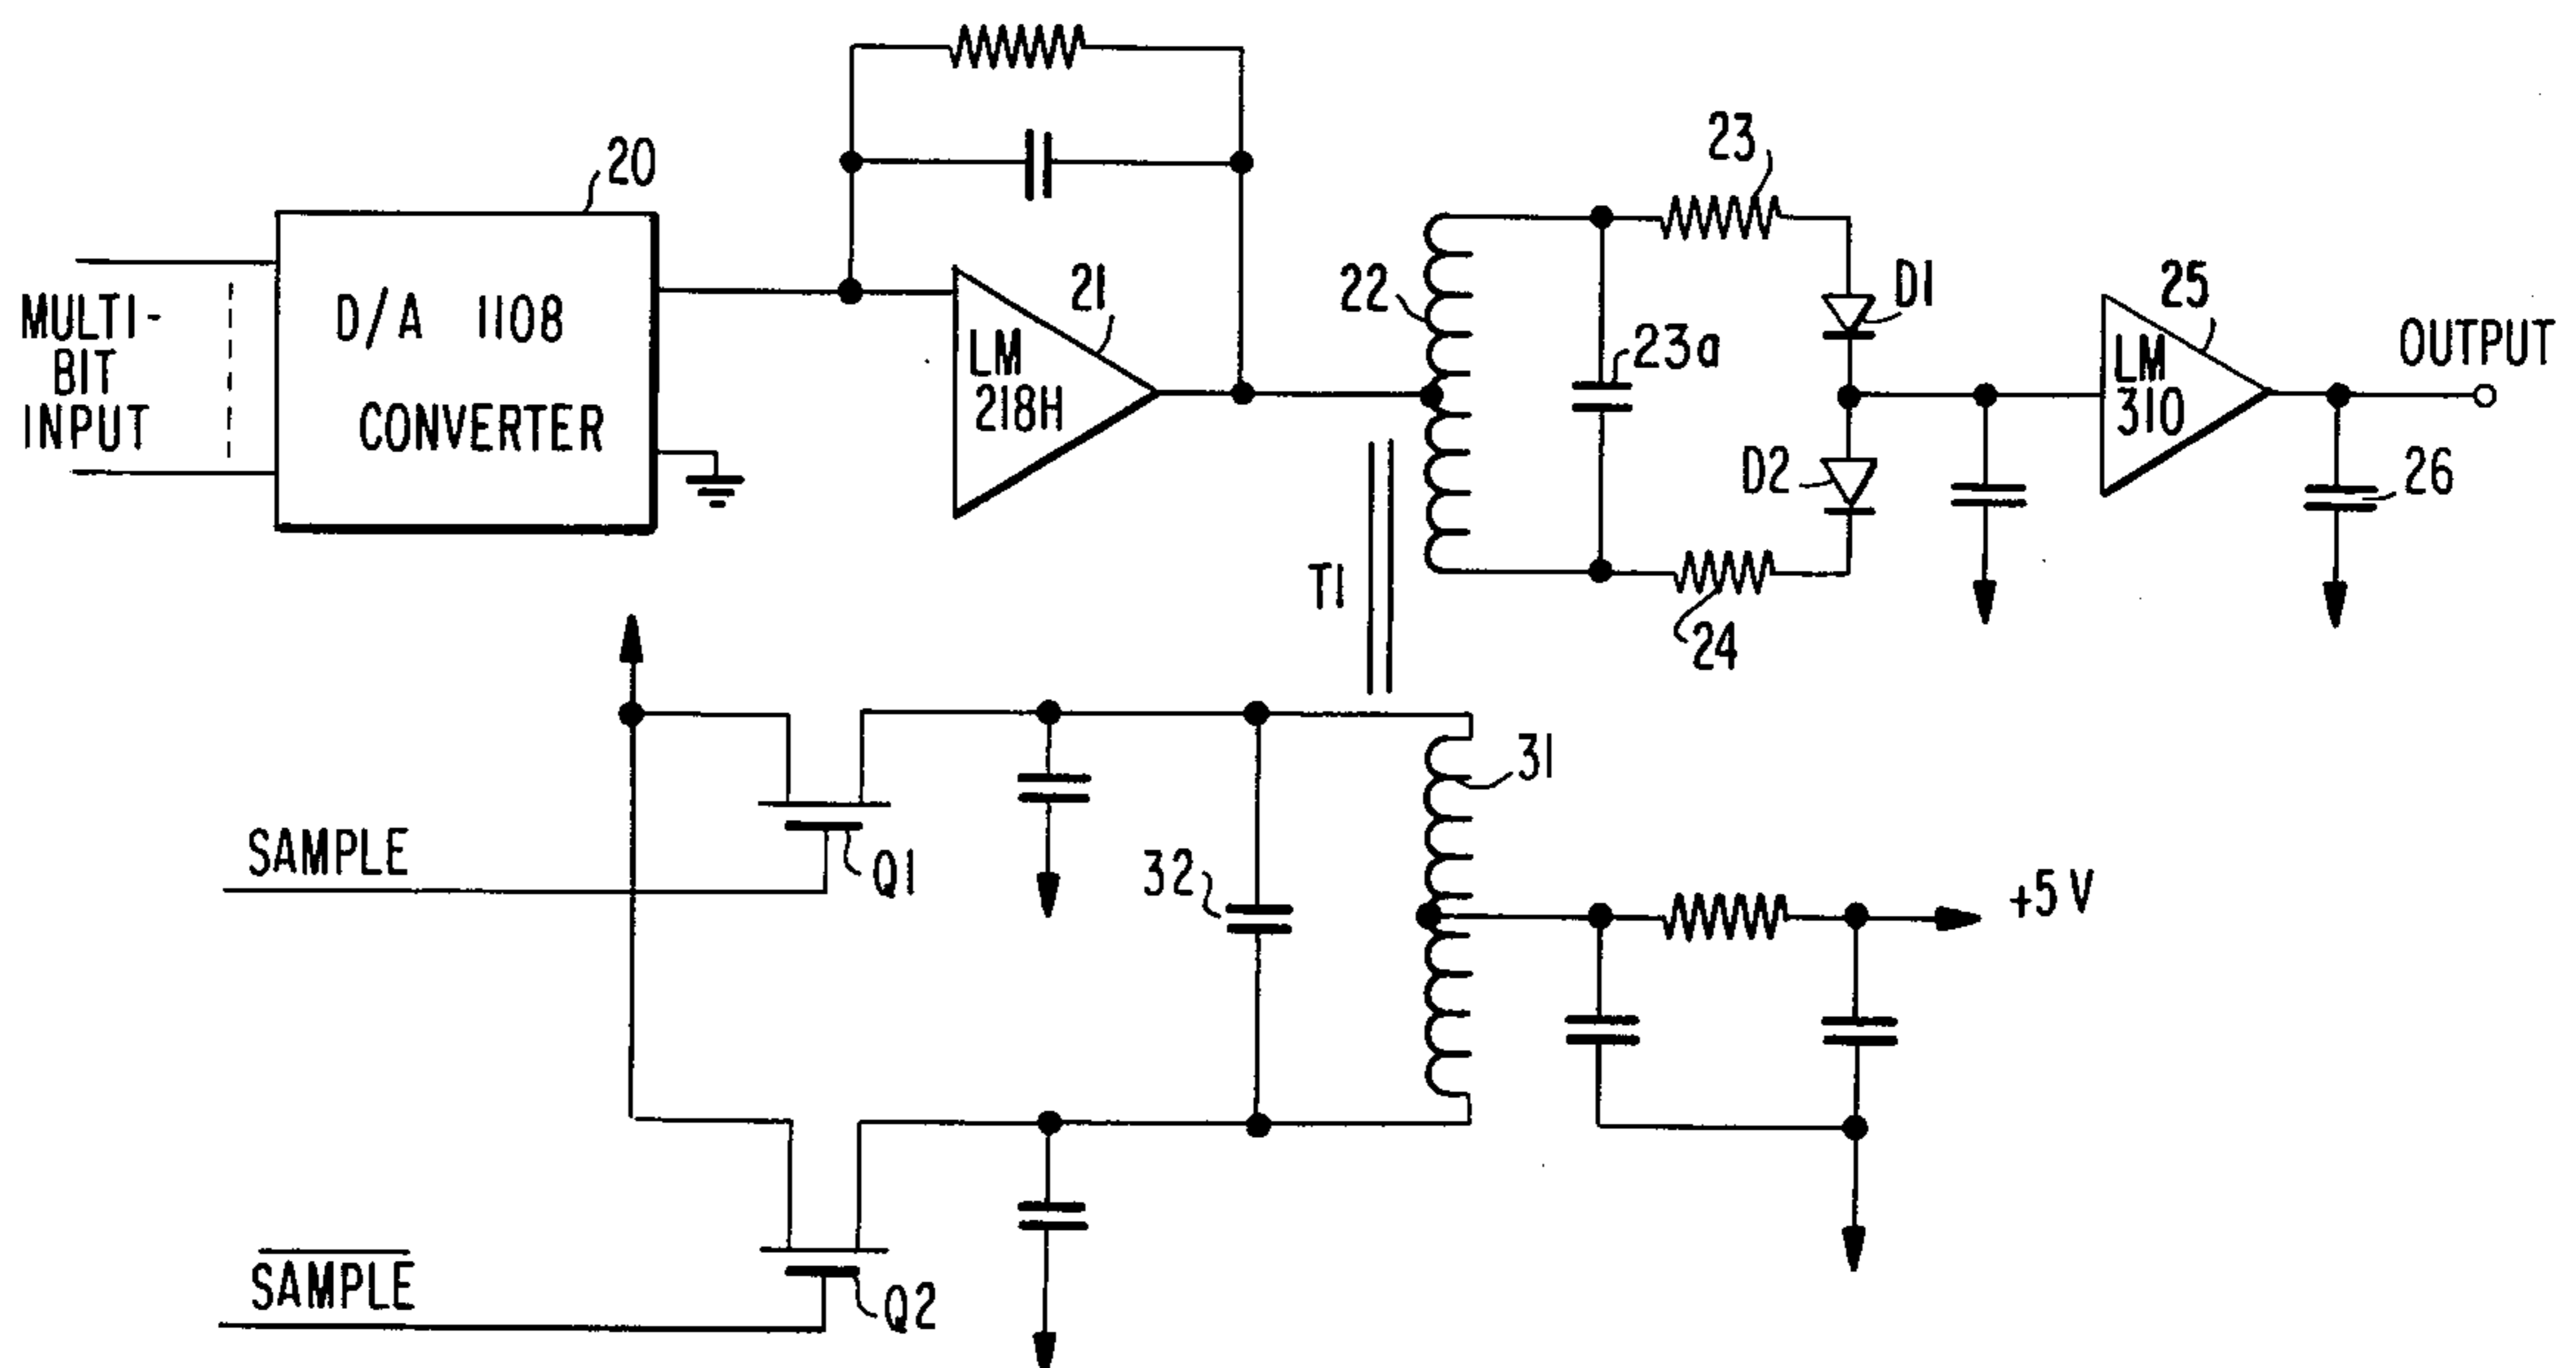 20
MULTI-
BIT
INPUT
D/A 1108
CONVERTER
21
LM
218H
22
23
23a
24
D1
D2
25
LM
310
OUTPUT
26
T1
31
32
SAMPLE
Q1
+5 V
SAMPLE
Q2